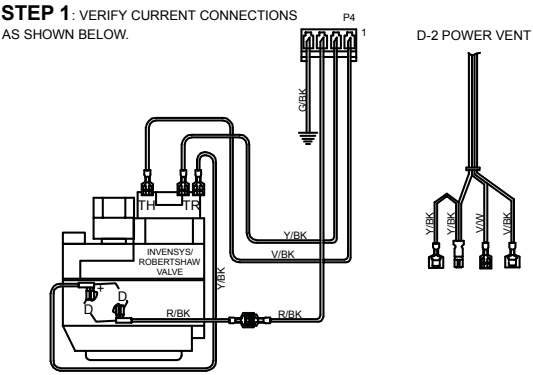 STEP 1: VERIFY CURRENT CONNECTIONS
AS SHOWN BELOW.
P4
1
D-2 POWER VENT
G/BK
TH
TR
Y/BK
V/BK
INVENSYS/
ROBERTSHAW
VALVE
Y/BK
+
D
D
R/BK
R/BK
Y/BK
Y/BK
V/W
V/BK